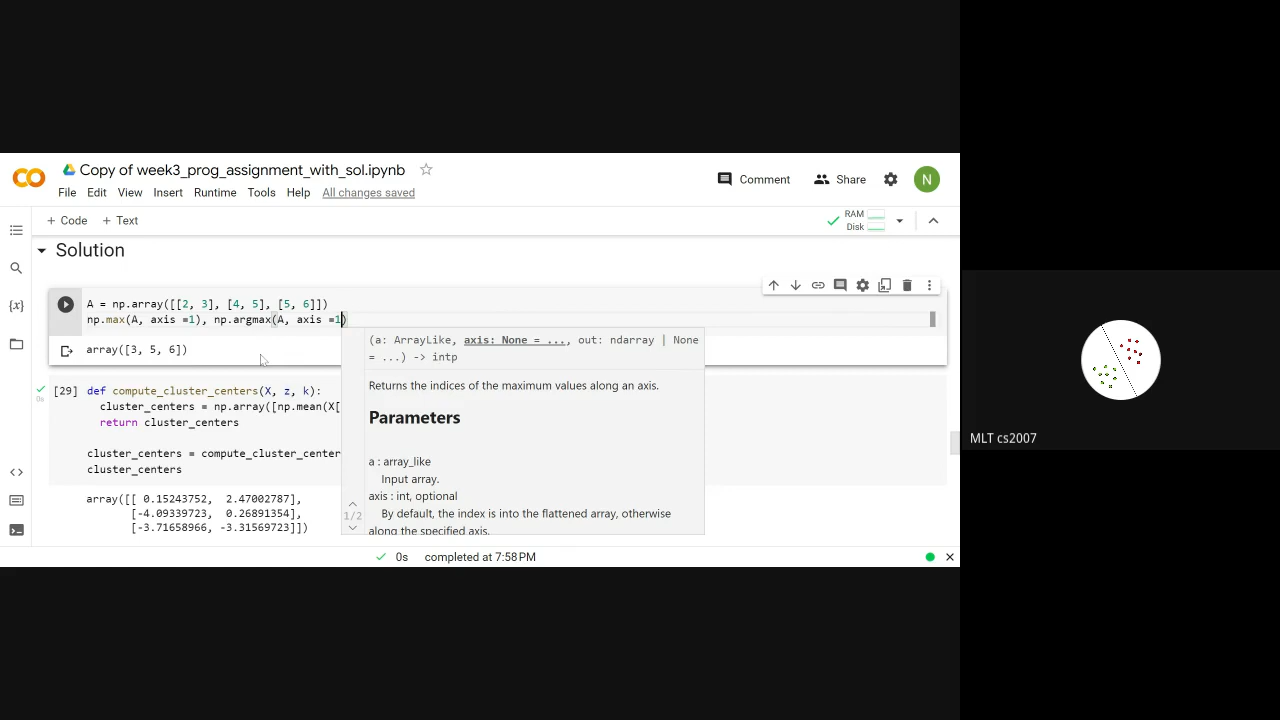 Copy of week3_prog_assignment_with_sol.ipynb
Comment
Share
N
File Edit View Insert Runtime Tools Help All changes saved
+ Code + Text
RAM
Disk
Solution
A = np.array([[2, 3], [4, 5], [5, 6]])
np.max(A, axis =1), np.argmax(A, axis =1)
array([3, 5, 6])
(a: ArrayLike, axis: None = ..., out: ndarray | None
= ...) -> intp
Returns the indices of the maximum values along an axis.
Parameters
a : array_like
Input array.
axis : int, optional
By default, the index is into the flattened array, otherwise
along the specified axis.
1/2
[29] def compute_cluster_centers(X, z, k):
0s
cluster_centers = np.array([np.mean(X[
return cluster_centers
cluster_centers = compute_cluster_center
cluster_centers
array([[ 0.15243752, 2.47002787],
[-4.09339723, 0.26891354],
[-3.71658966, -3.31569723]])
{x}
0s completed at 7:58 PM
MLT cs2007